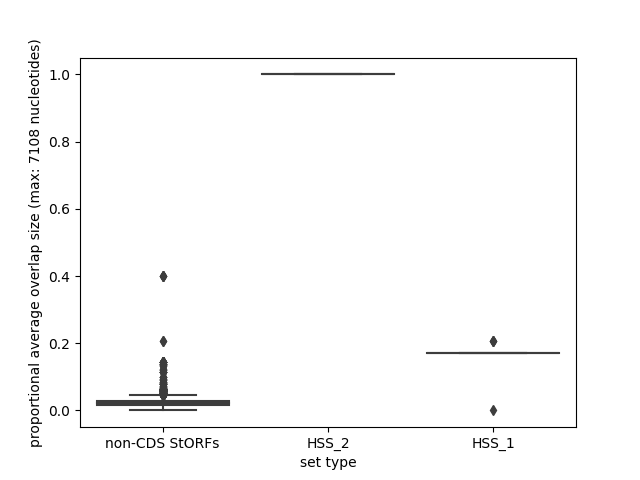 proportional average overlap size (max: 7108 nucleotides)
1.0
0.8
0.6
0.4
0.2
0.0
non-CDS StORFs HSS_2 HSS_1
set type